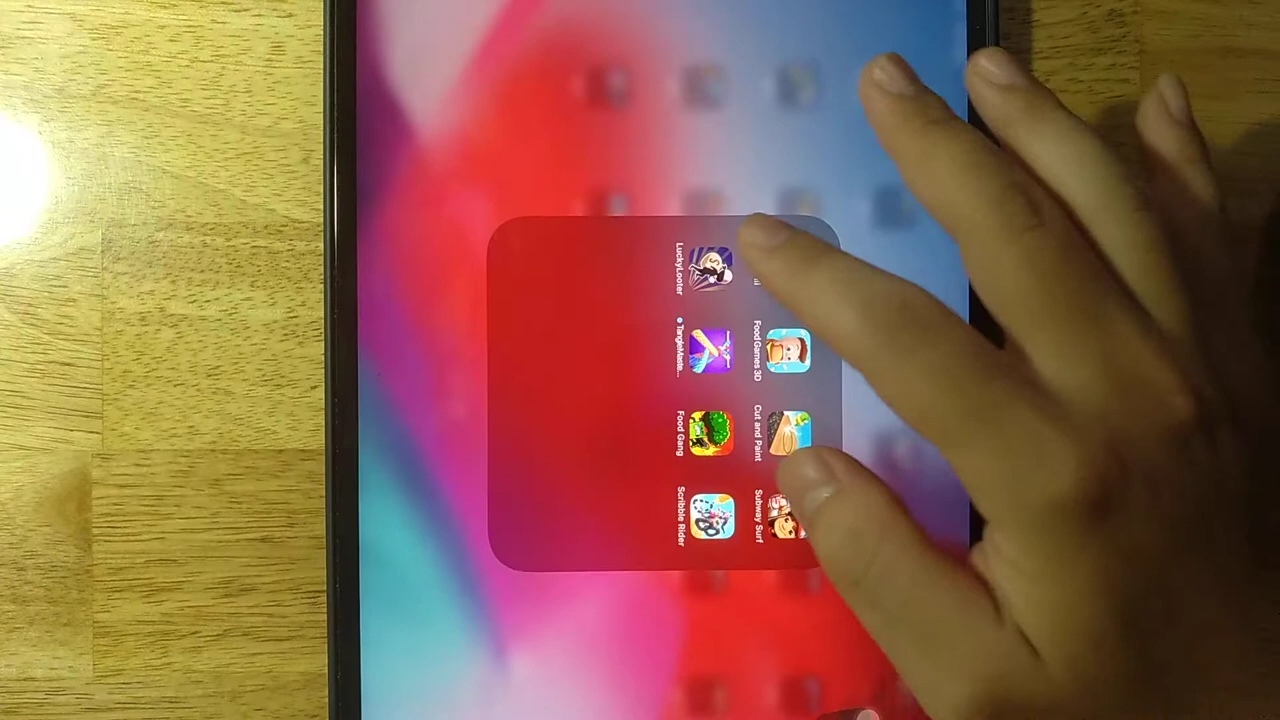 Food Games 3D
Cut and Paint
Subway Surf
LuckyLooter
TangleMaste...
Food Gang
Scribble Rider